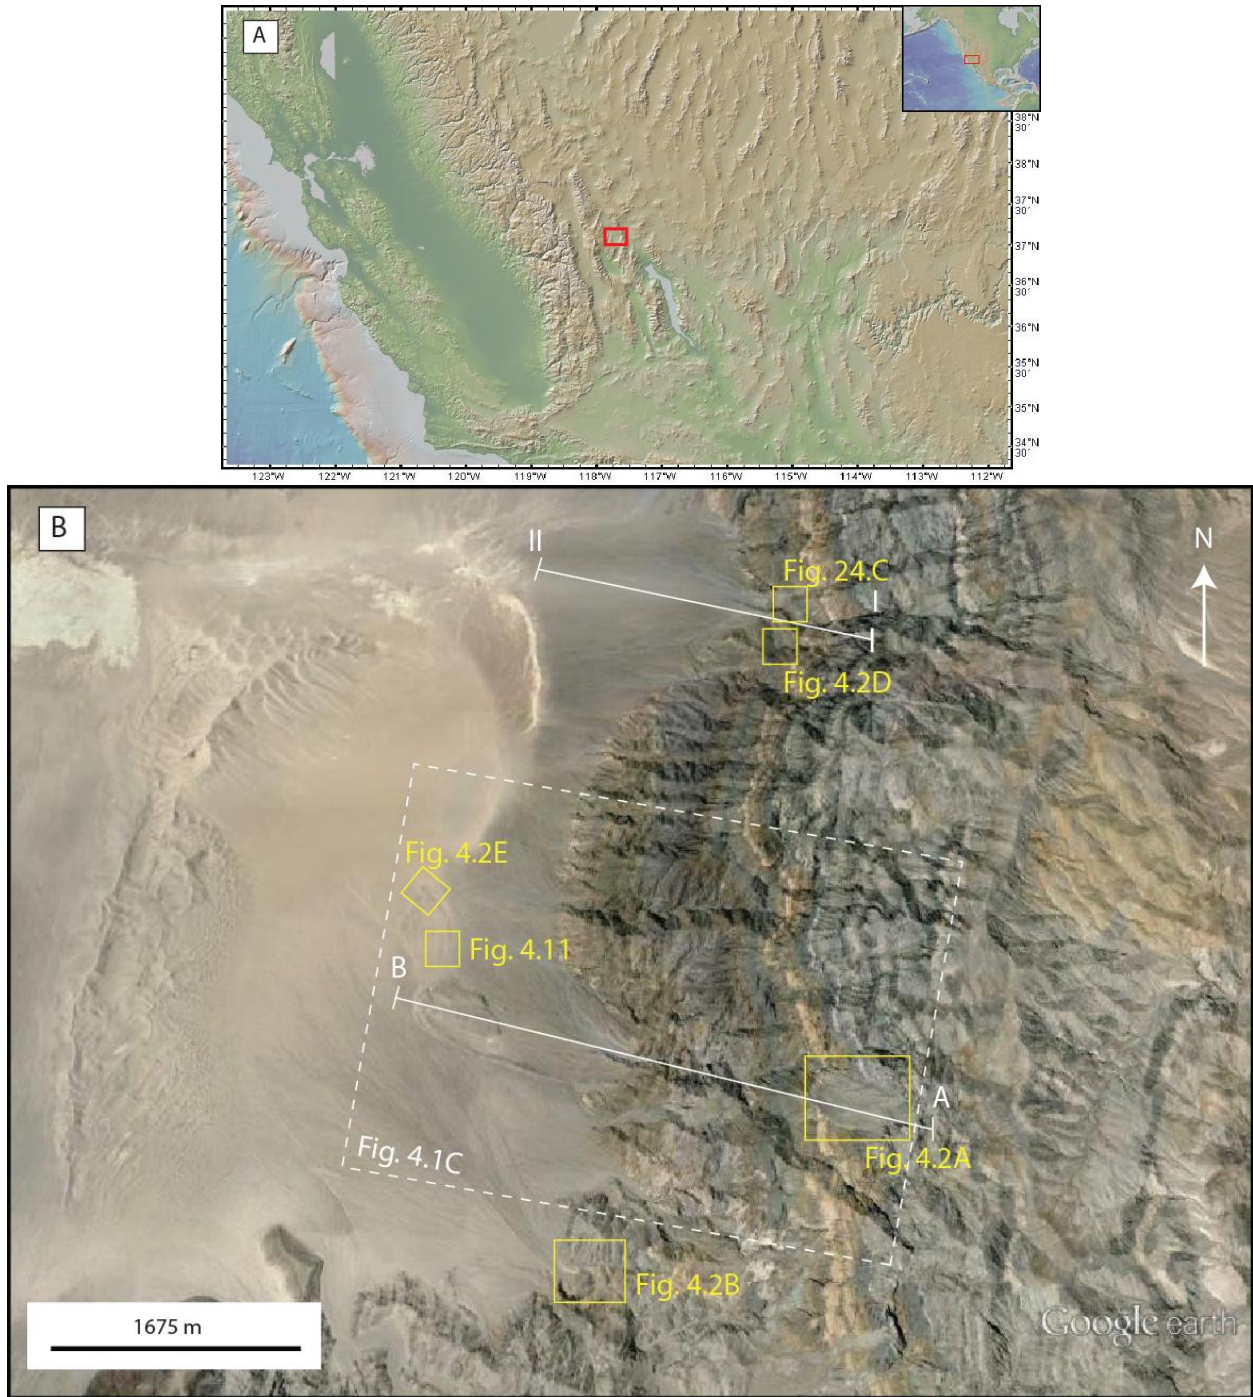 A
38°N
30'
38°N
37°N
30'
37°N
36°N
30'
36°N
35°N
30'
35°N
34°N
30'
123°W
122°W
121°W
120°W
119°W
118°W
117°W
116°W
115°W
114°W
113°W
112°W
B
II
N
Fig. 24.C
I
Fig. 4.2D
Fig. 4.2E
Fig. 4.11
B
A
Fig. 4.1C
Fig. 4.2A
Fig. 4.2B
1675 m
Google earth